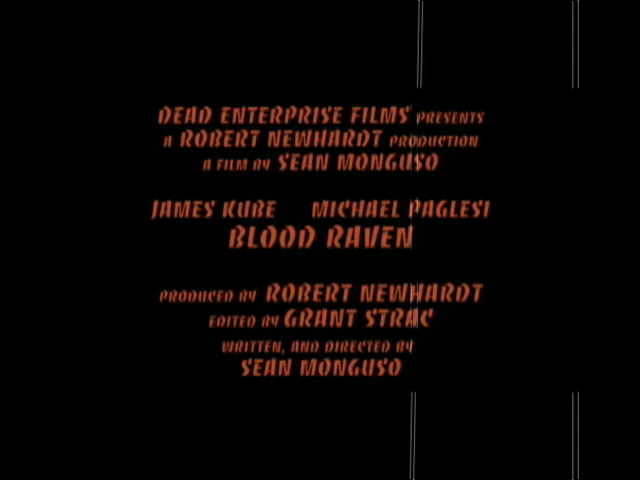 DEAD ENTERPRISE FILMS PRESENTS
A ROBERT NEWHARDT PRODUCTION
A FILM BY SEAN MONGUSO
JAMES KUBE MICHAEL PAGLESI
BLOOD RAVEN
PRODUCED BY ROBERT NEWHARDT
EDITED BY GRANT STRAC
WRITTEN, AND DIRECTED BY
SEAN MONGUSO